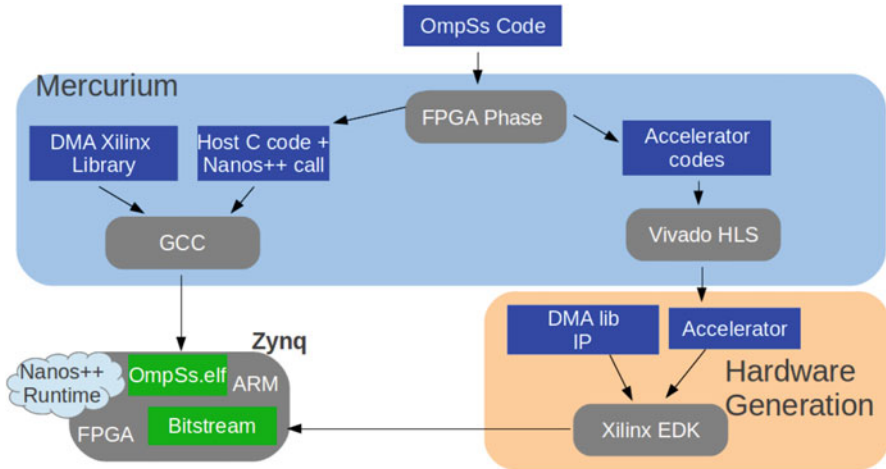 OmpSs Code
Mercurium
FPGA Phase
DMA Xilinx
Library
Host C code +
Nanos++ call
Accelerator
codes
GCC
Vivado HLS
Zynq
DMA lib
IP
Accelerator
Nanos++
Runtime
OmpSs.elf
ARM
Hardware
Generation
FPGA
Bitstream
Xilinx EDK